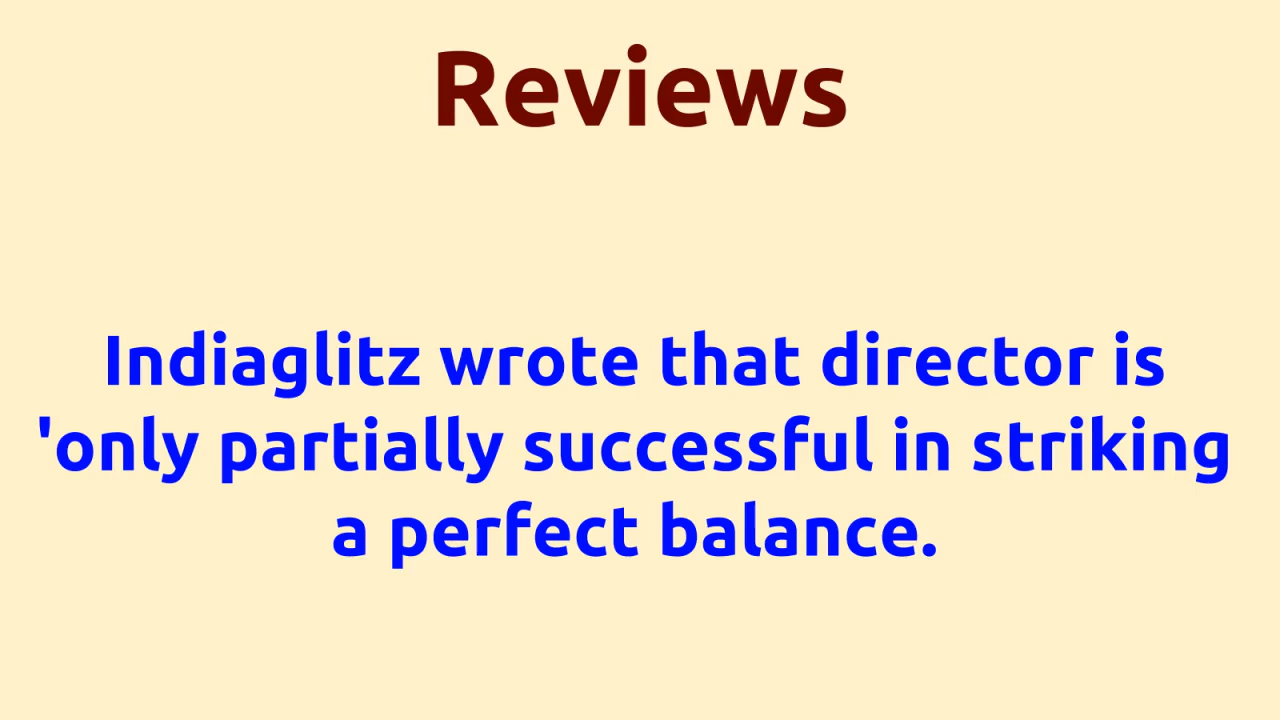 Reviews
Indiaglitz wrote that director is
'only partially successful in striking
a perfect balance.